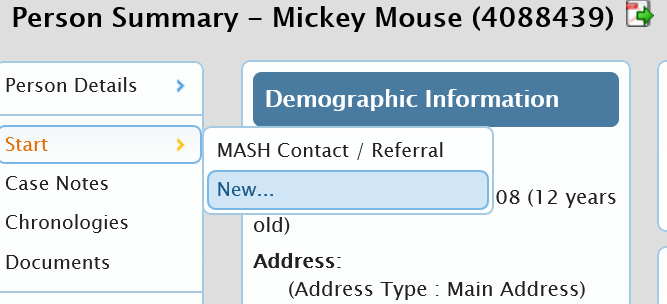 Person Summary - Mickey Mouse (4088439)
Person Details
Start
Case Notes
Chronologies
Documents
MASH Contact / Referral
New...
Demographic Information
08 (12 years
old)
Address:
(Address Type : Main Address)